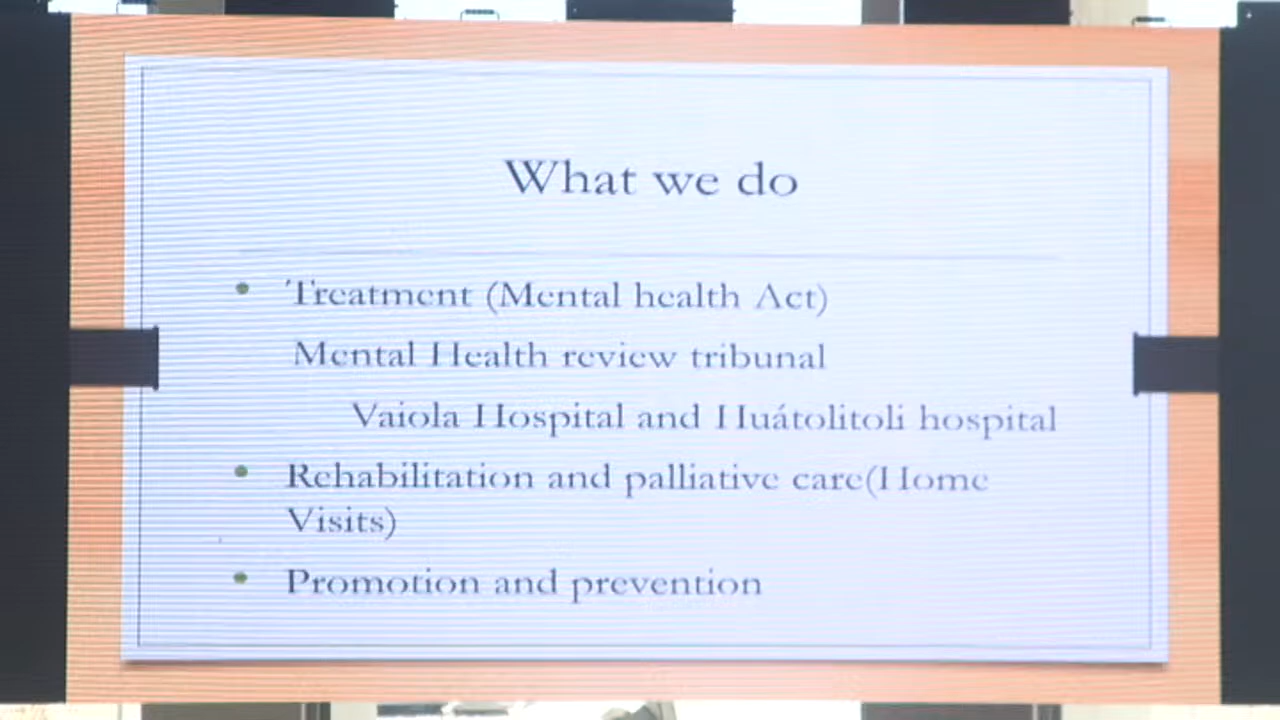 What we do
Treatment (Mental health Act)
Mental Health review tribunal
Vaiola Hospital and Huátolitoli hospital
Rehabilitation and palliative care(Home
Visits)
Promotion and prevention